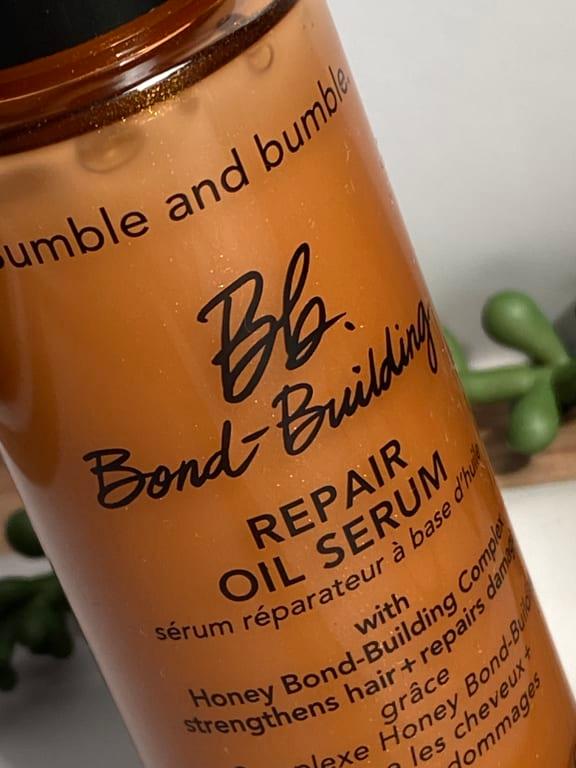 bumble and bumble.
Bb.
Bond-Building
REPAIR
OIL SERUM
sérum réparateur à base d'huile
with
Honey Bond-Building Complex
strengthens hair + repairs
grâce
Honey
les cheveux +
dommages